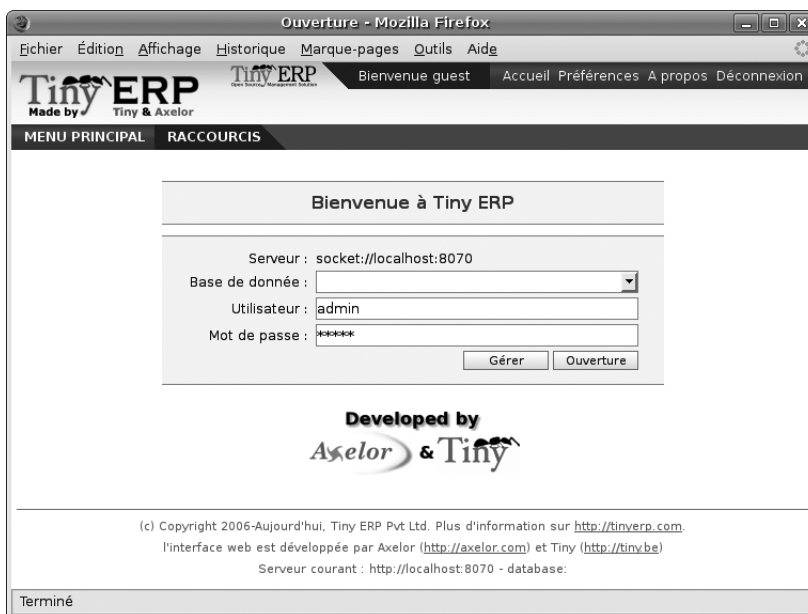 Ouverture - Mozilla Firefox
Fichier Édition Affichage Historique Marque-pages Outils Aide
Tiny ERP
Made by Tiny & Axelor
Tiny ERP
Open Source Management Solution
Bienvenue guest Accueil Préférences A propos Déconnexion
MENU PRINCIPAL RACCOURCIS
Bienvenue à Tiny ERP
Serveur : socket://localhost:8070
Base de donnée :
Utilisateur : admin
Mot de passe : *****
Gérer Ouverture
Developed by
Axelor & Tiny
(c) Copyright 2006-Aujourd'hui, Tiny ERP Pvt Ltd. Plus d'information sur http://tinyerp.com.
l'interface web est développée par Axelor (http://axelor.com) et Tiny (http://tiny.be)
Serveur courant : http://localhost:8070 - database:
Terminé